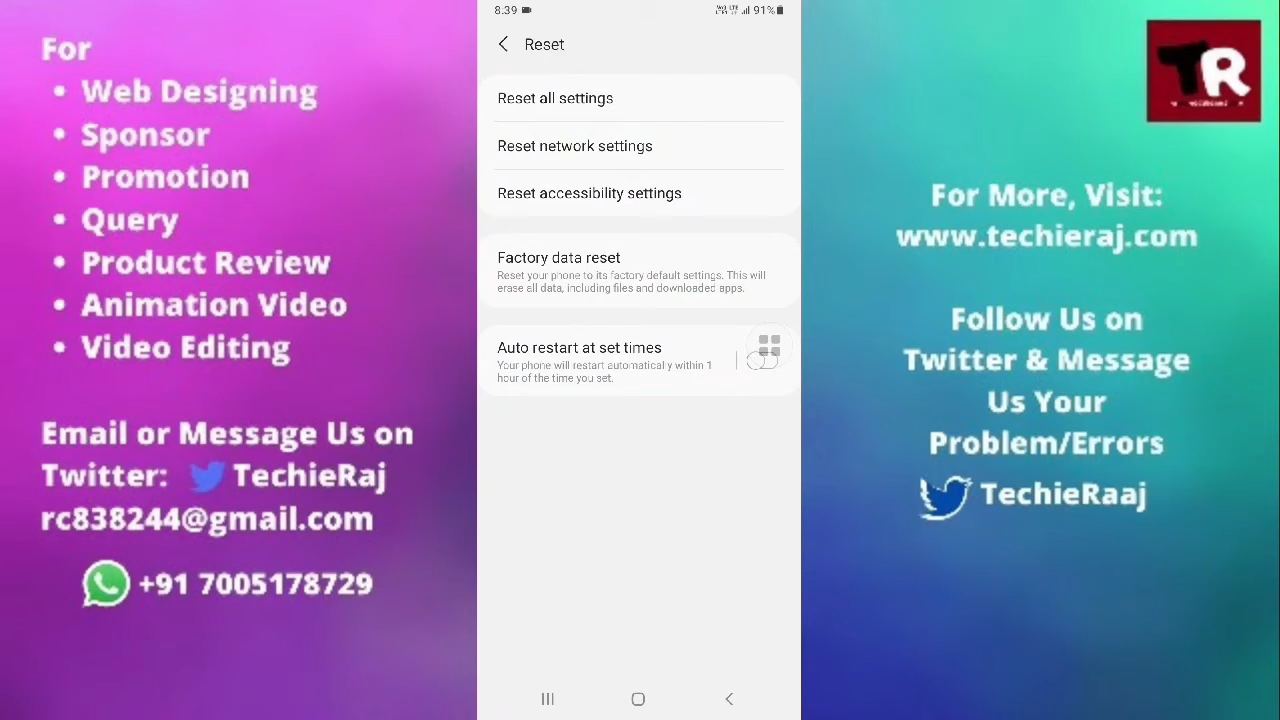 For
• Web Designing
• Sponsor
• Promotion
• Query
• Product Review
• Animation Video
• Video Editing
Email or Message Us on
Twitter: TechieRaj
rc838244@gmail.com
+91 7005178729
8:39
91%
Reset
Reset all settings
Reset network settings
Reset accessibility settings
Factory data reset
Reset your phone to its factory default settings. This will
erase all data, including files and downloaded apps.
Auto restart at set times
Your phone will restart automatical y within 1
hour of the time you set.
TR
For More, Visit:
www.techieraj.com
Follow Us on
Twitter & Message
Us Your
Problem/Errors
TechieRaaj